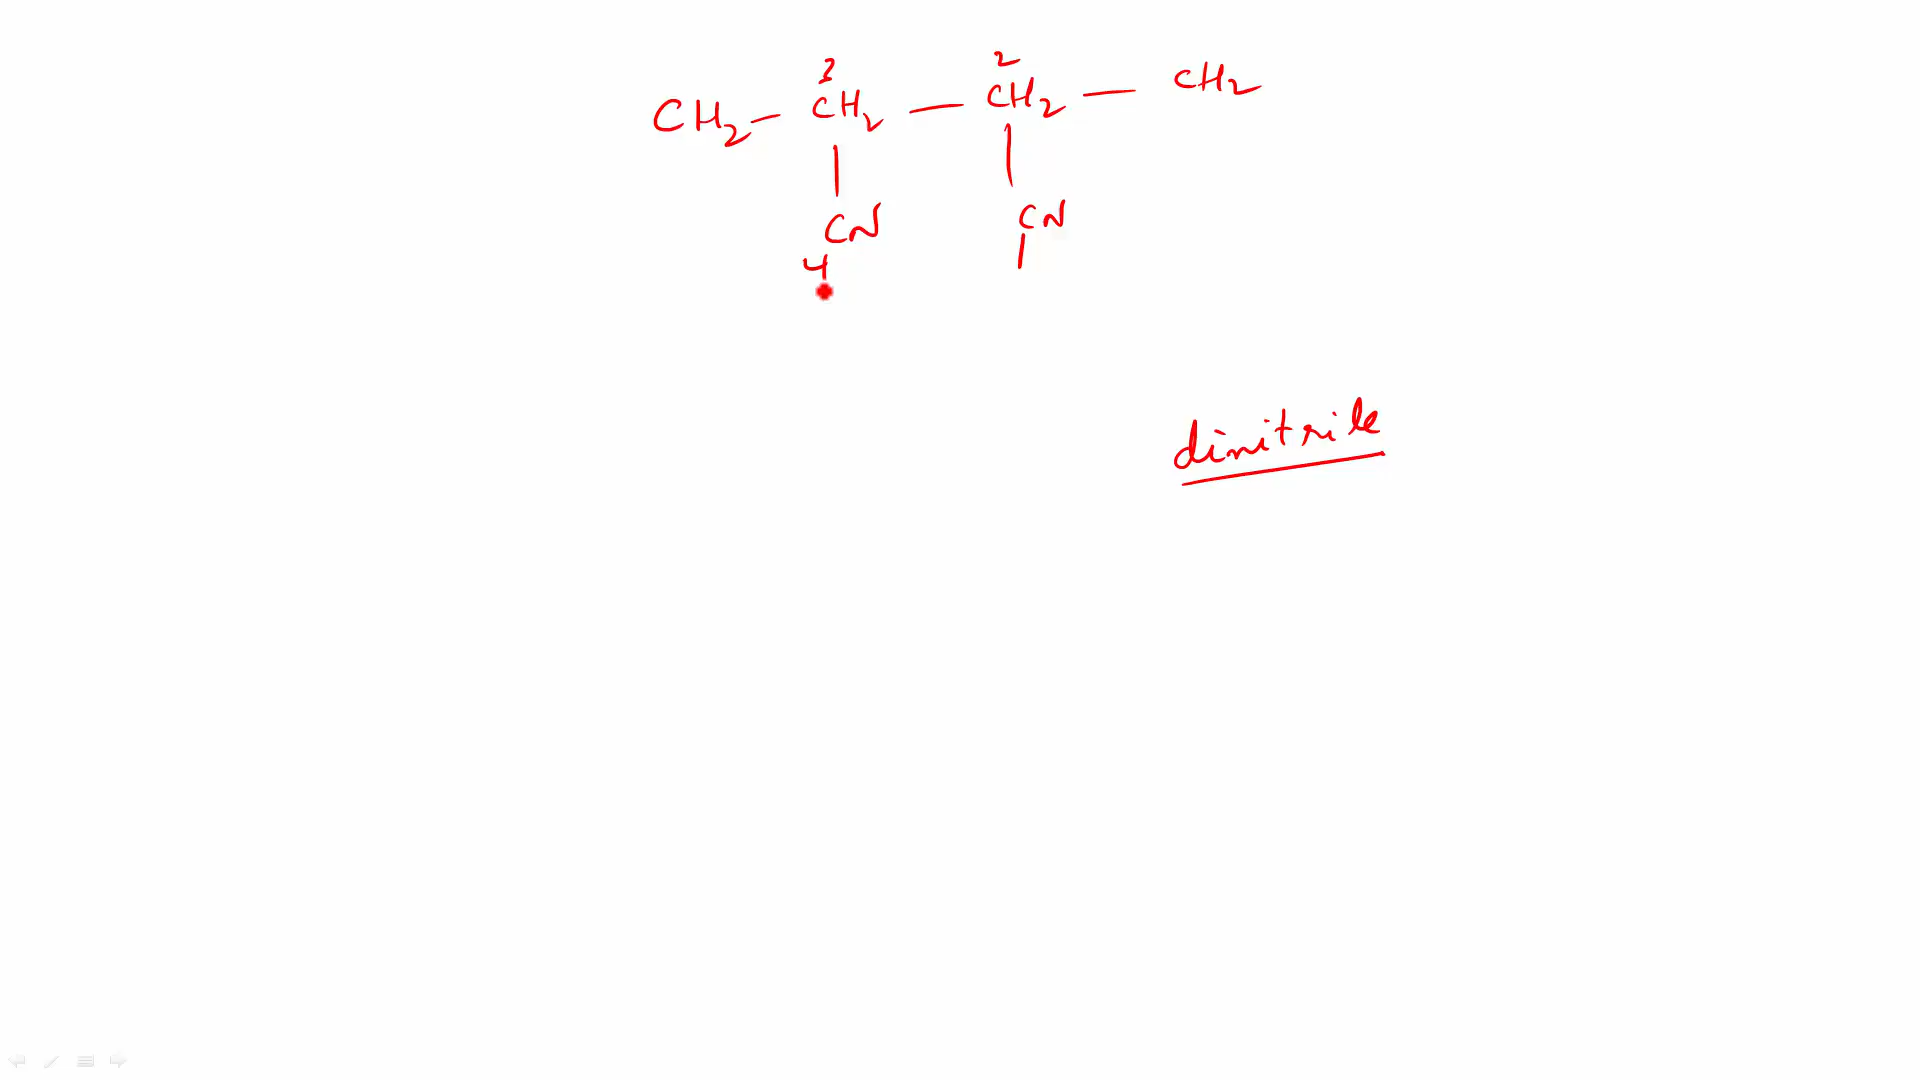 3 2
CH2 - CH2 — CH2 — CH2
| |
CN CN
4 1
dinitrile